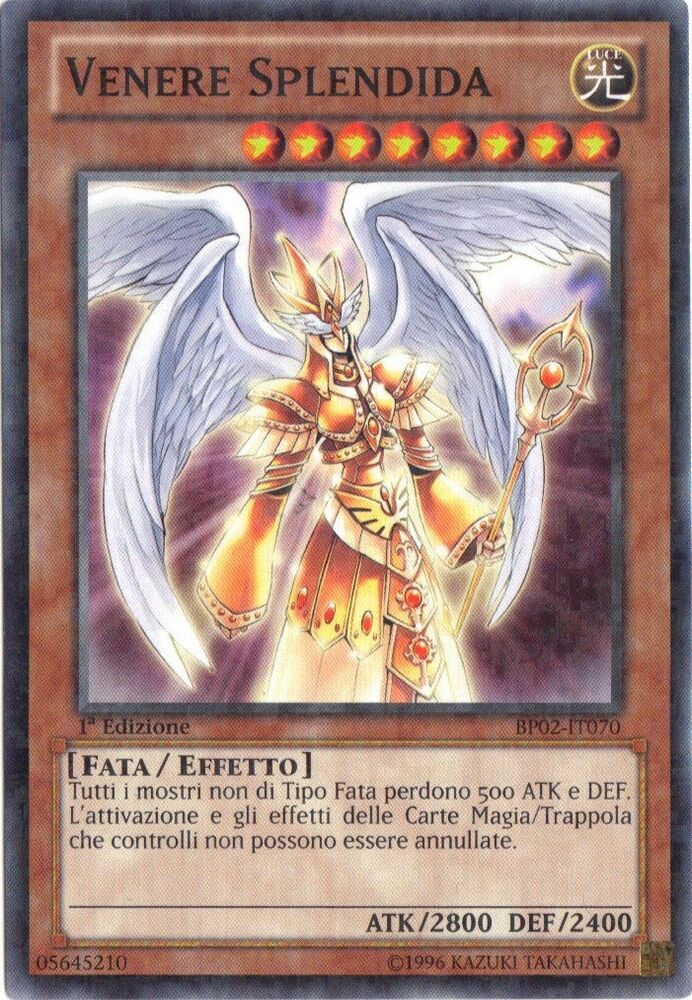 VENERE SPLENDIDA
LUCE
光
1ª Edizione
BP02-IT070
[FATA / EFFETTO]
Tutti i mostri non di Tipo Fata perdono 500 ATK e DEF.
L'attivazione e gli effetti delle Carte Magia/Trappola
che controlli non possono essere annullate.
ATK/2800 DEF/2400
05645210
©1996 KAZUKI TAKAHASHI